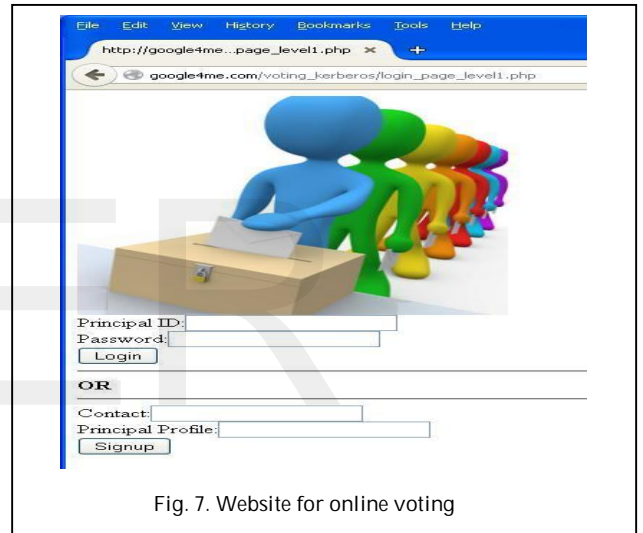 File Edit View History Bookmarks Tools Help
http://google4me...page_level1.php × +
google4me.com/voting_kerberos/login_page_level1.php
Principal ID:
Password:
Login
OR
Contact:
Principal Profile:
Signup
Fig. 7. Website for online voting